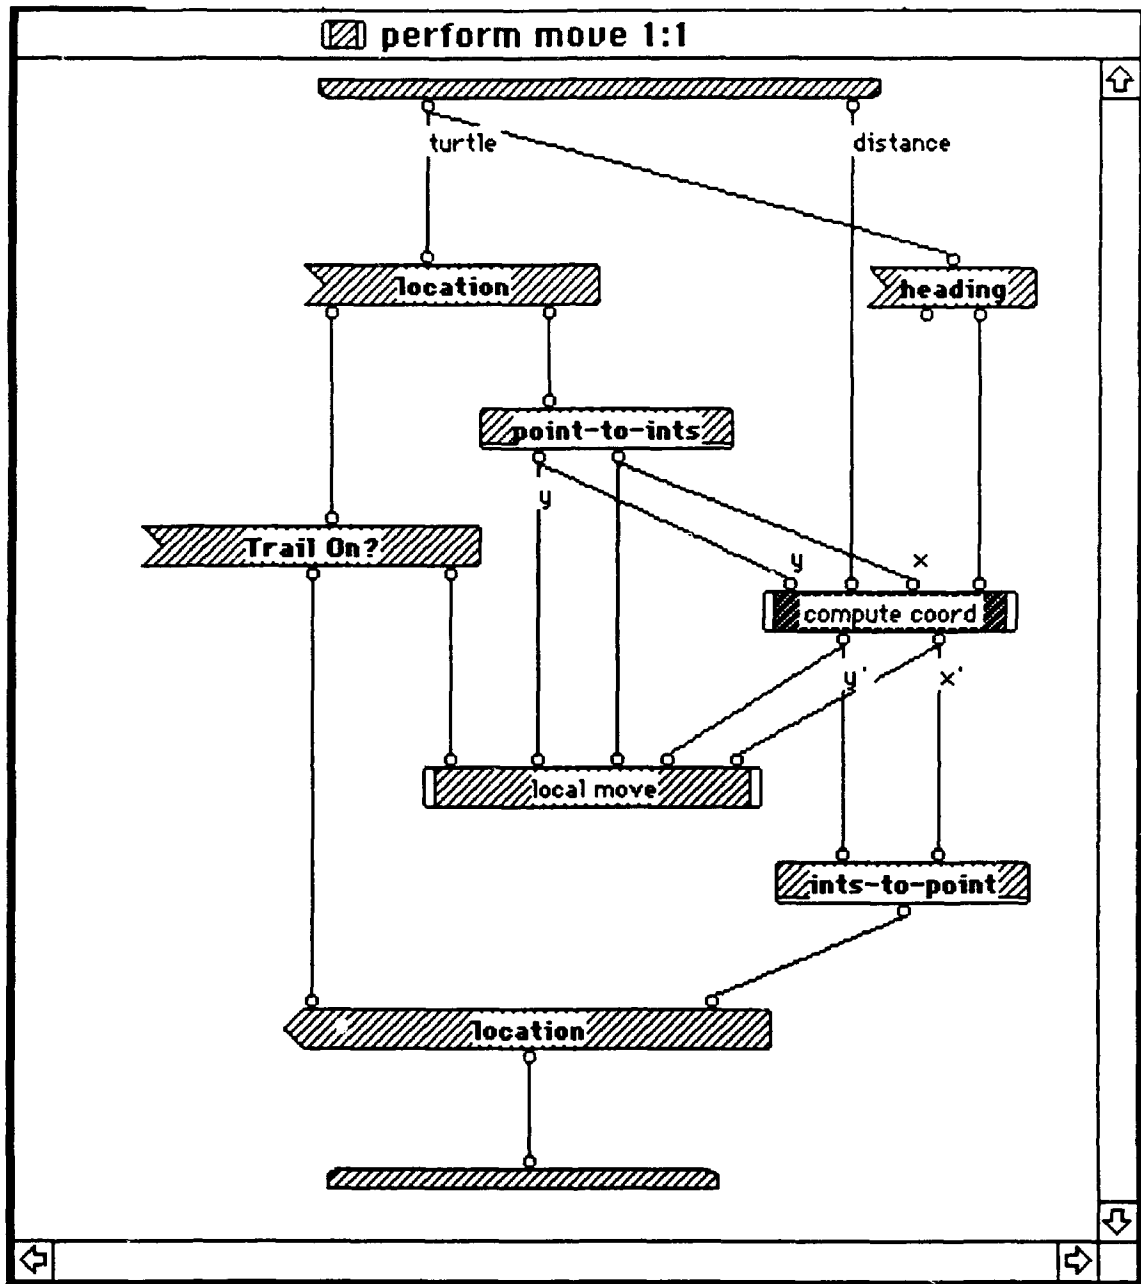 perform move 1:1
turtle
distance
location
heading
point-to-ints
y
Trail On?
y
x
compute coord
y'
x'
local move
ints-to-point
location